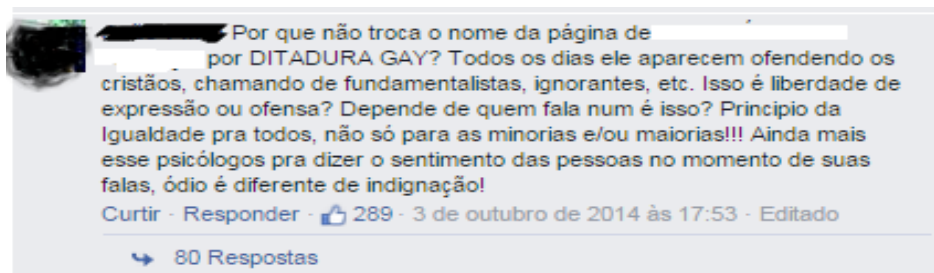 Por que não troca o nome da página de
por DITADURA GAY? Todos os dias ele aparecem ofendendo os
cristãos, chamando de fundamentalistas, ignorantes, etc. Isso é liberdade de
expressão ou ofensa? Depende de quem fala num é isso? Principio da
Igualdade pra todos, não só para as minorias e/ou maiorias!!! Ainda mais
esse psicólogos pra dizer o sentimento das pessoas no momento de suas
falas, ódio é diferente de indignação!
Curtir · Responder · 289 · 3 de outubro de 2014 às 17:53 · Editado
80 Respostas